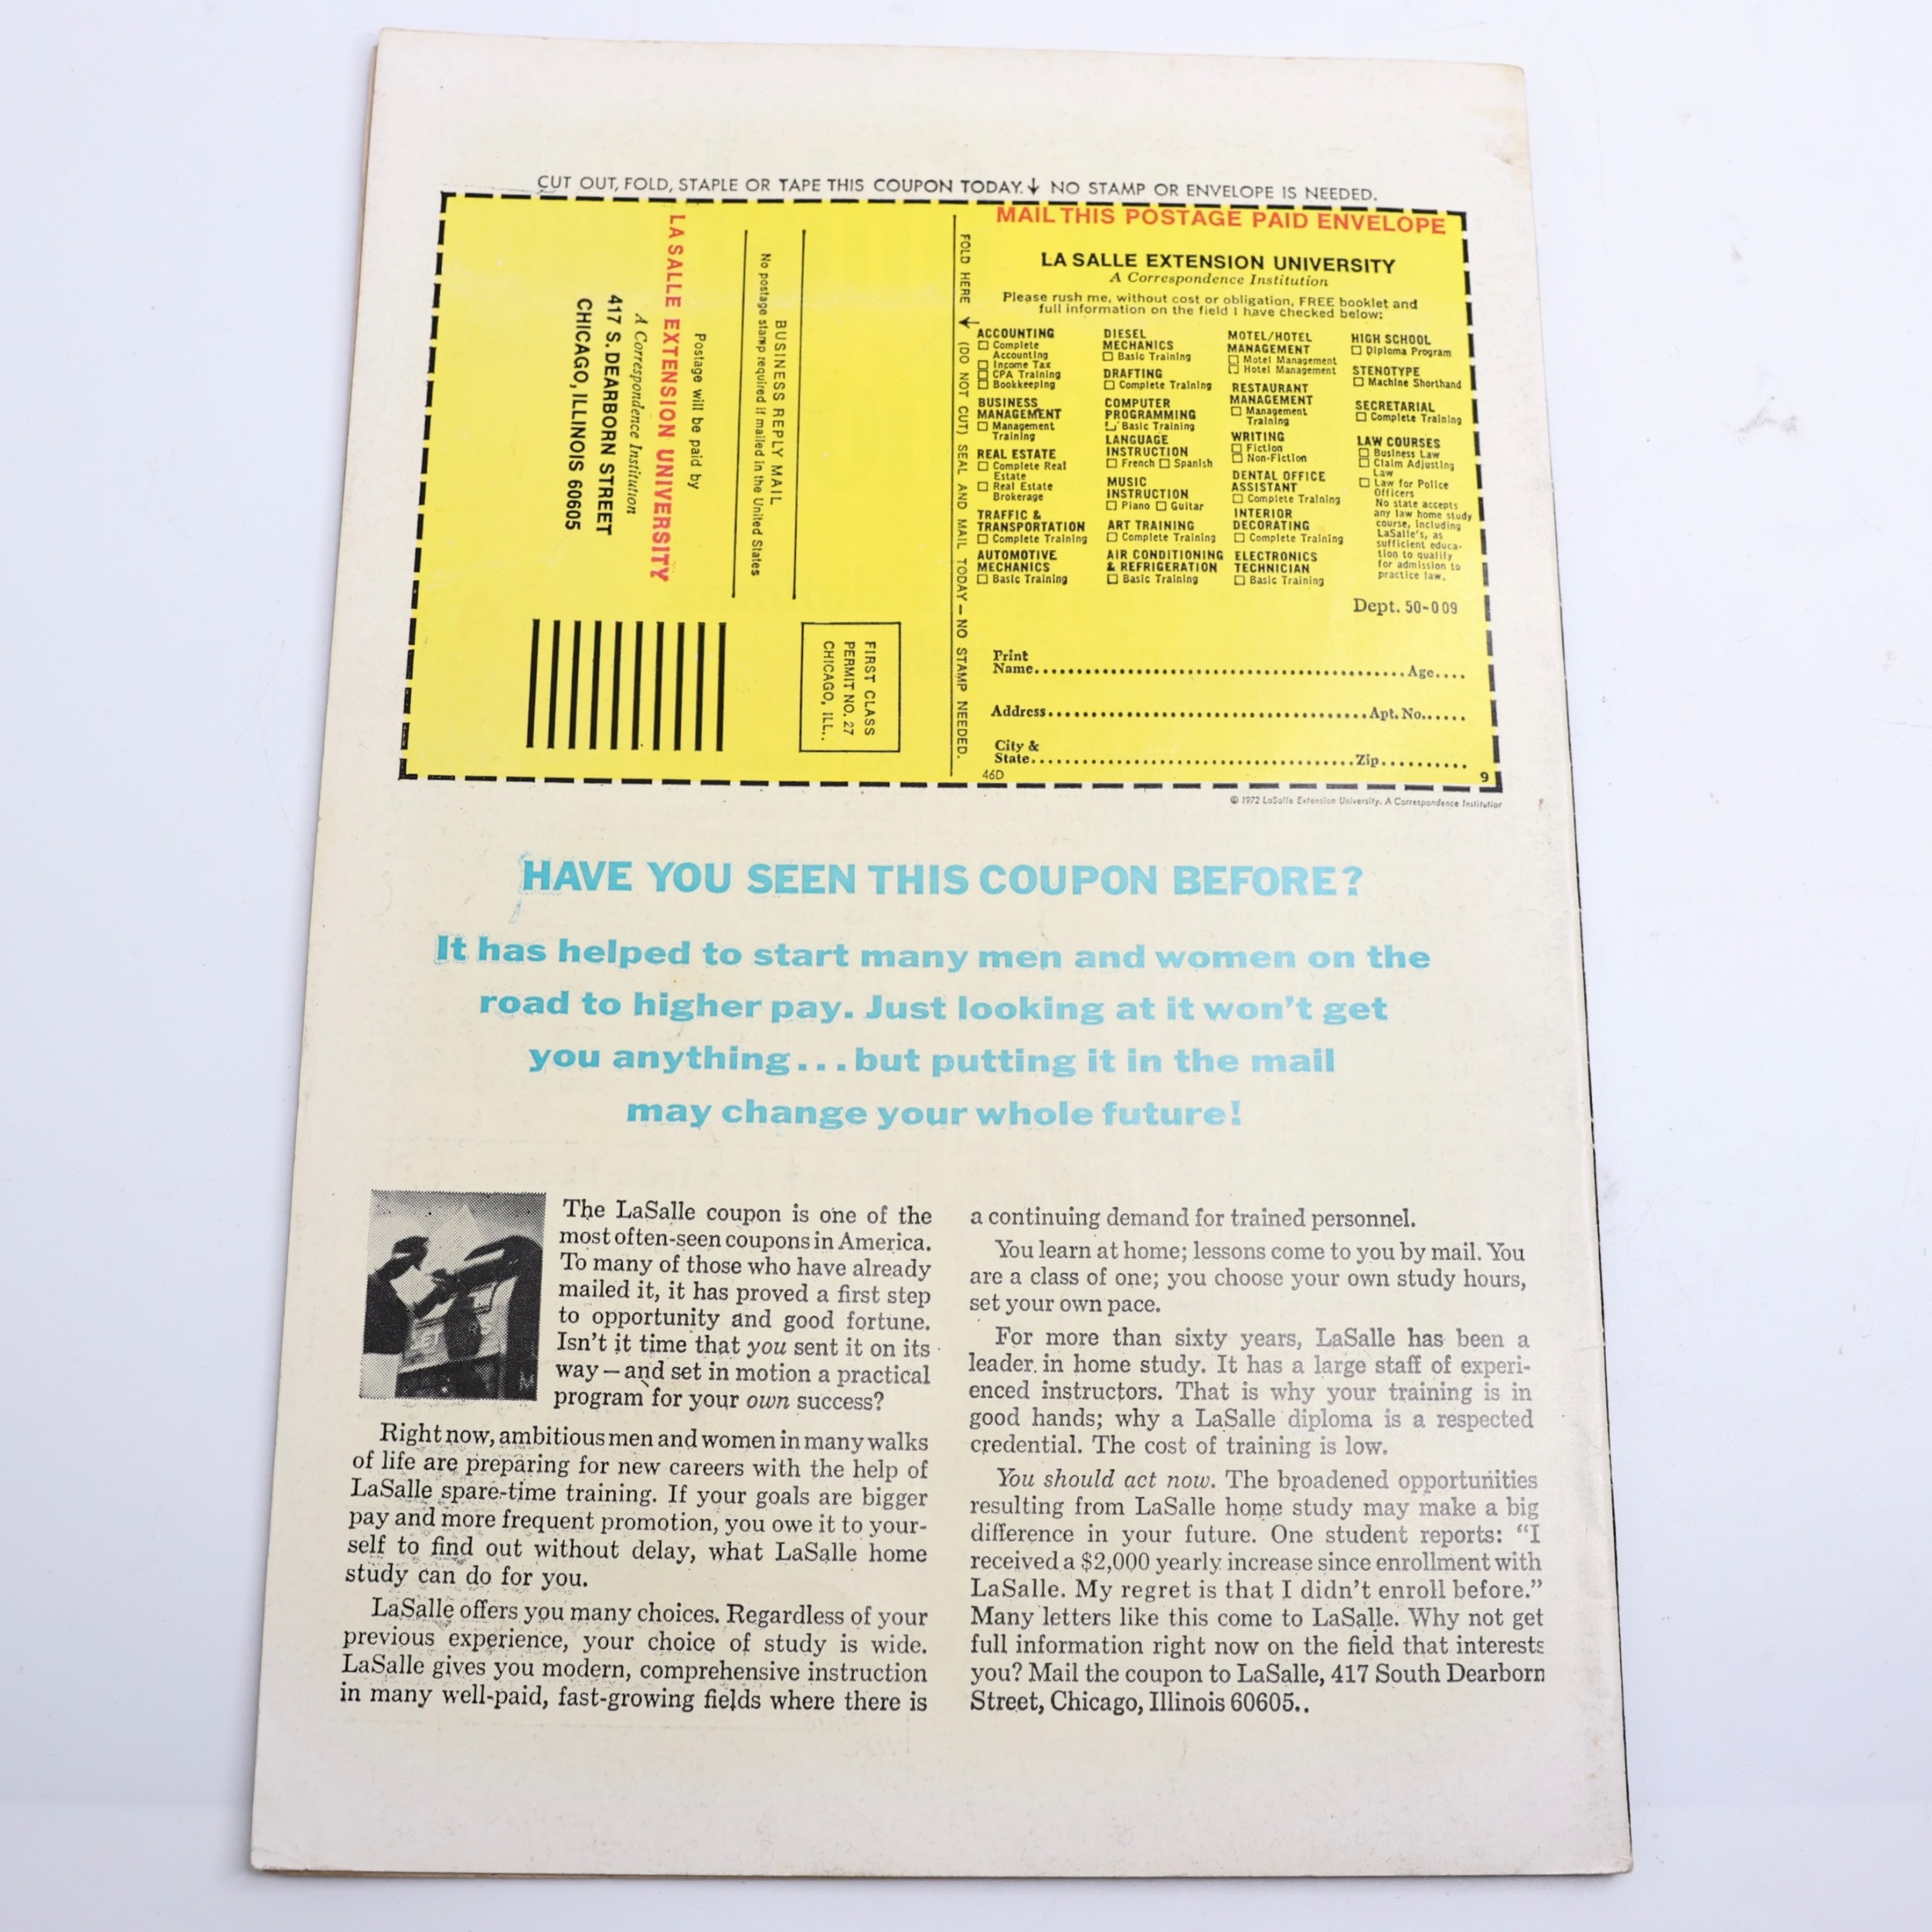 CUT OUT, FOLD, STAPLE OR TAPE THIS COUPON TODAY. NO STAMP OR ENVELOPE IS NEEDED.
BUSINESS REPLY MAIL
No postage stamp required if mailed in the United States
Postage will be paid by
LA SALLE EXTENSION UNIVERSITY
A Correspondence Institution
417 S. DEARBORN STREET
CHICAGO, ILLINOIS 60605
FIRST CLASS
PERMIT NO. 27
CHICAGO, ILL..
FOLD HERE (DO NOT CUT) SEAL AND MAIL TODAY—NO STAMP NEEDED.
MAIL THIS POSTAGE PAID ENVELOPE
LA SALLE EXTENSION UNIVERSITY
A Correspondence Institution
Please rush me, without cost or obligation, FREE booklet and
full information on the field I have checked below:
ACCOUNTING
Complete
Accounting
Income Tax
CPA Training
Bookkeeping
BUSINESS
MANAGEMENT
Management
Training
REAL ESTATE
Complete Real
Estate
Real Estate
Brokerage
TRAFFIC &
TRANSPORTATION
Complete Training
AUTOMOTIVE
MECHANICS
Basic Training
DIESEL
MECHANICS
Basic Training
DRAFTING
Complete Training
COMPUTER
PROGRAMMING
Basic Training
LANGUAGE
INSTRUCTION
French Spanish
MUSIC
INSTRUCTION
Piano Guitar
ART TRAINING
Complete Training
AIR CONDITIONING
& REFRIGERATION
Basic Training
MOTEL/HOTEL
MANAGEMENT
Motel Management
Hotel Management
RESTAURANT
MANAGEMENT
Management
Training
WRITING
Fiction
Non-Fiction
DENTAL OFFICE
ASSISTANT
Complete Training
INTERIOR
DECORATING
Complete Training
ELECTRONICS
TECHNICIAN
Basic Training
HIGH SCHOOL
Diploma Program
STENOTYPE
Machine Shorthand
SECRETARIAL
Complete Training
LAW COURSES
Business Law
Claim Adjusting
Law
Law for Police
Officers
No state accepts
any law home study
course, including
LaSalle's, as
sufficient educa-
tion to qualify
for admission to
practice law.
Dept. 50-009
Print
Name Age
Address Apt. No.
City &
State Zip
46D 9
© 1972 LaSalle Extension University. A Correspondence Institution
HAVE YOU SEEN THIS COUPON BEFORE?
It has helped to start many men and women on the
road to higher pay. Just looking at it won't get
you anything...but putting it in the mail
may change your whole future!
The LaSalle coupon is one of the
most often-seen coupons in America.
To many of those who have already
mailed it, it has proved a first step
to opportunity and good fortune.
Isn't it time that you sent it on its
way—and set in motion a practical
program for your own success?
Right now, ambitious men and women in many walks
of life are preparing for new careers with the help of
LaSalle spare-time training. If your goals are bigger
pay and more frequent promotion, you owe it to your-
self to find out without delay, what LaSalle home
study can do for you.
LaSalle offers you many choices. Regardless of your
previous experience, your choice of study is wide.
LaSalle gives you modern, comprehensive instruction
in many well-paid, fast-growing fields where there is
a continuing demand for trained personnel.
You learn at home; lessons come to you by mail. You
are a class of one; you choose your own study hours,
set your own pace.
For more than sixty years, LaSalle has been a
leader in home study. It has a large staff of experi-
enced instructors. That is why your training is in
good hands; why a LaSalle diploma is a respected
credential. The cost of training is low.
You should act now. The broadened opportunities
resulting from LaSalle home study may make a big
difference in your future. One student reports: "I
received a $2,000 yearly increase since enrollment with
LaSalle. My regret is that I didn't enroll before."
Many letters like this come to LaSalle. Why not get
full information right now on the field that interests
you? Mail the coupon to LaSalle, 417 South Dearborn
Street, Chicago, Illinois 60605..